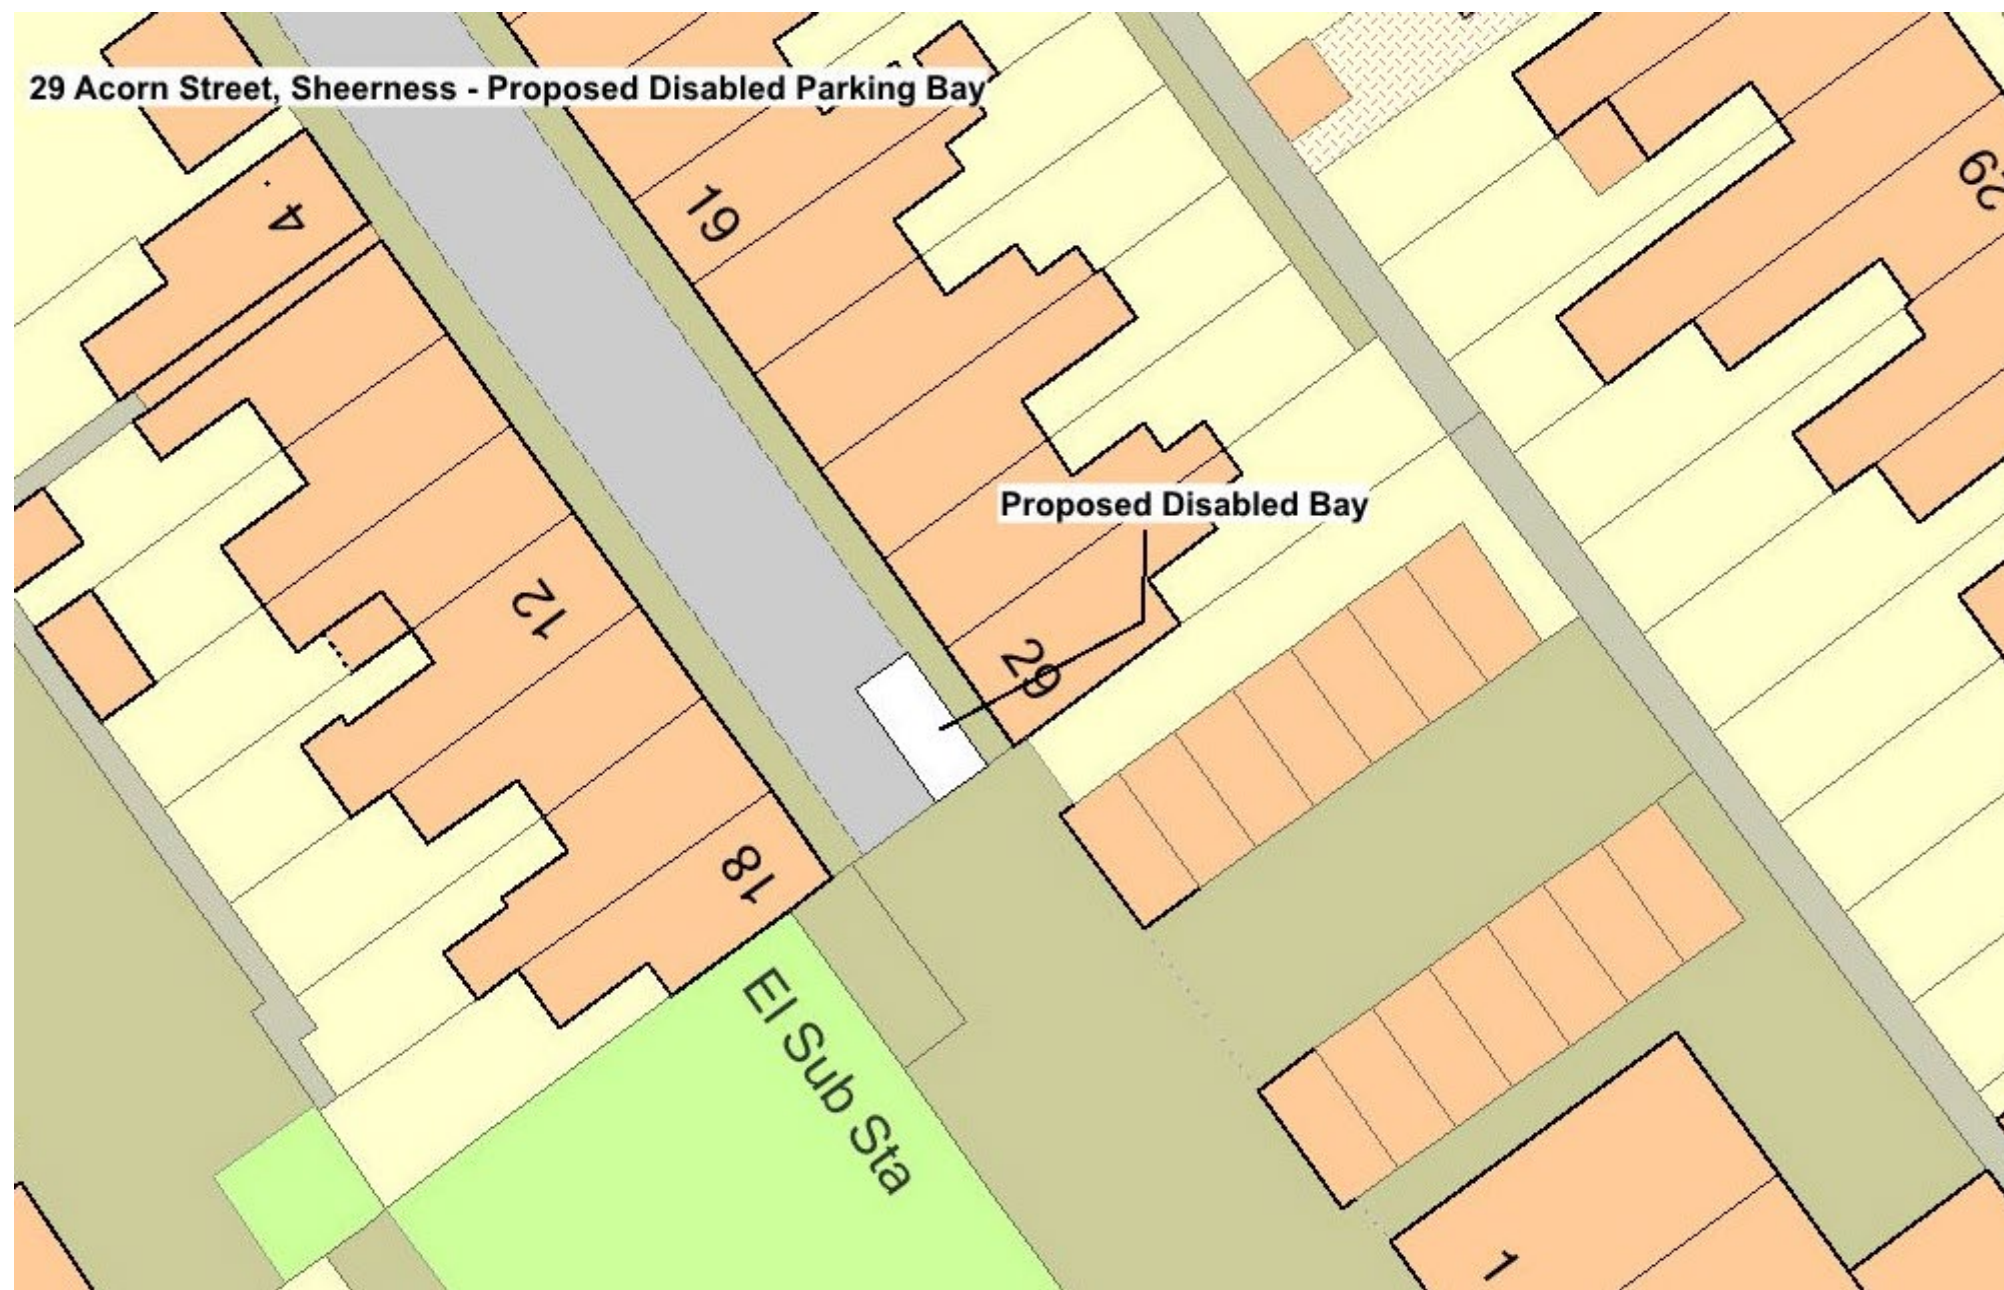 29 Acorn Street, Sheerness - Proposed Disabled Parking Bay
4
19
29
Proposed Disabled Bay
12
29
18
El Sub Sta
1